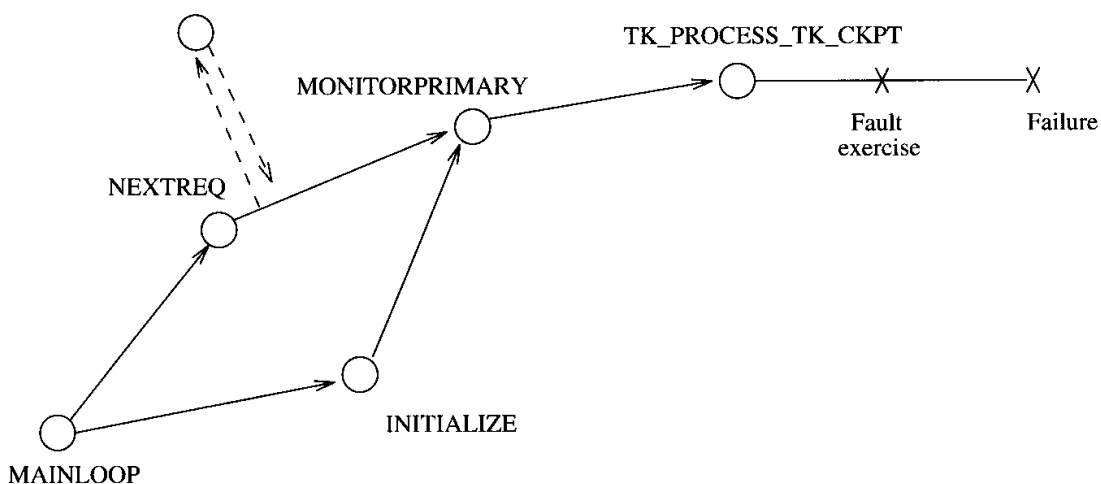 TK_PROCESS_TK_CKPT
MONITORPRIMARY
Fault
exercise
Failure
NEXTREQ
INITIALIZE
MAINLOOP